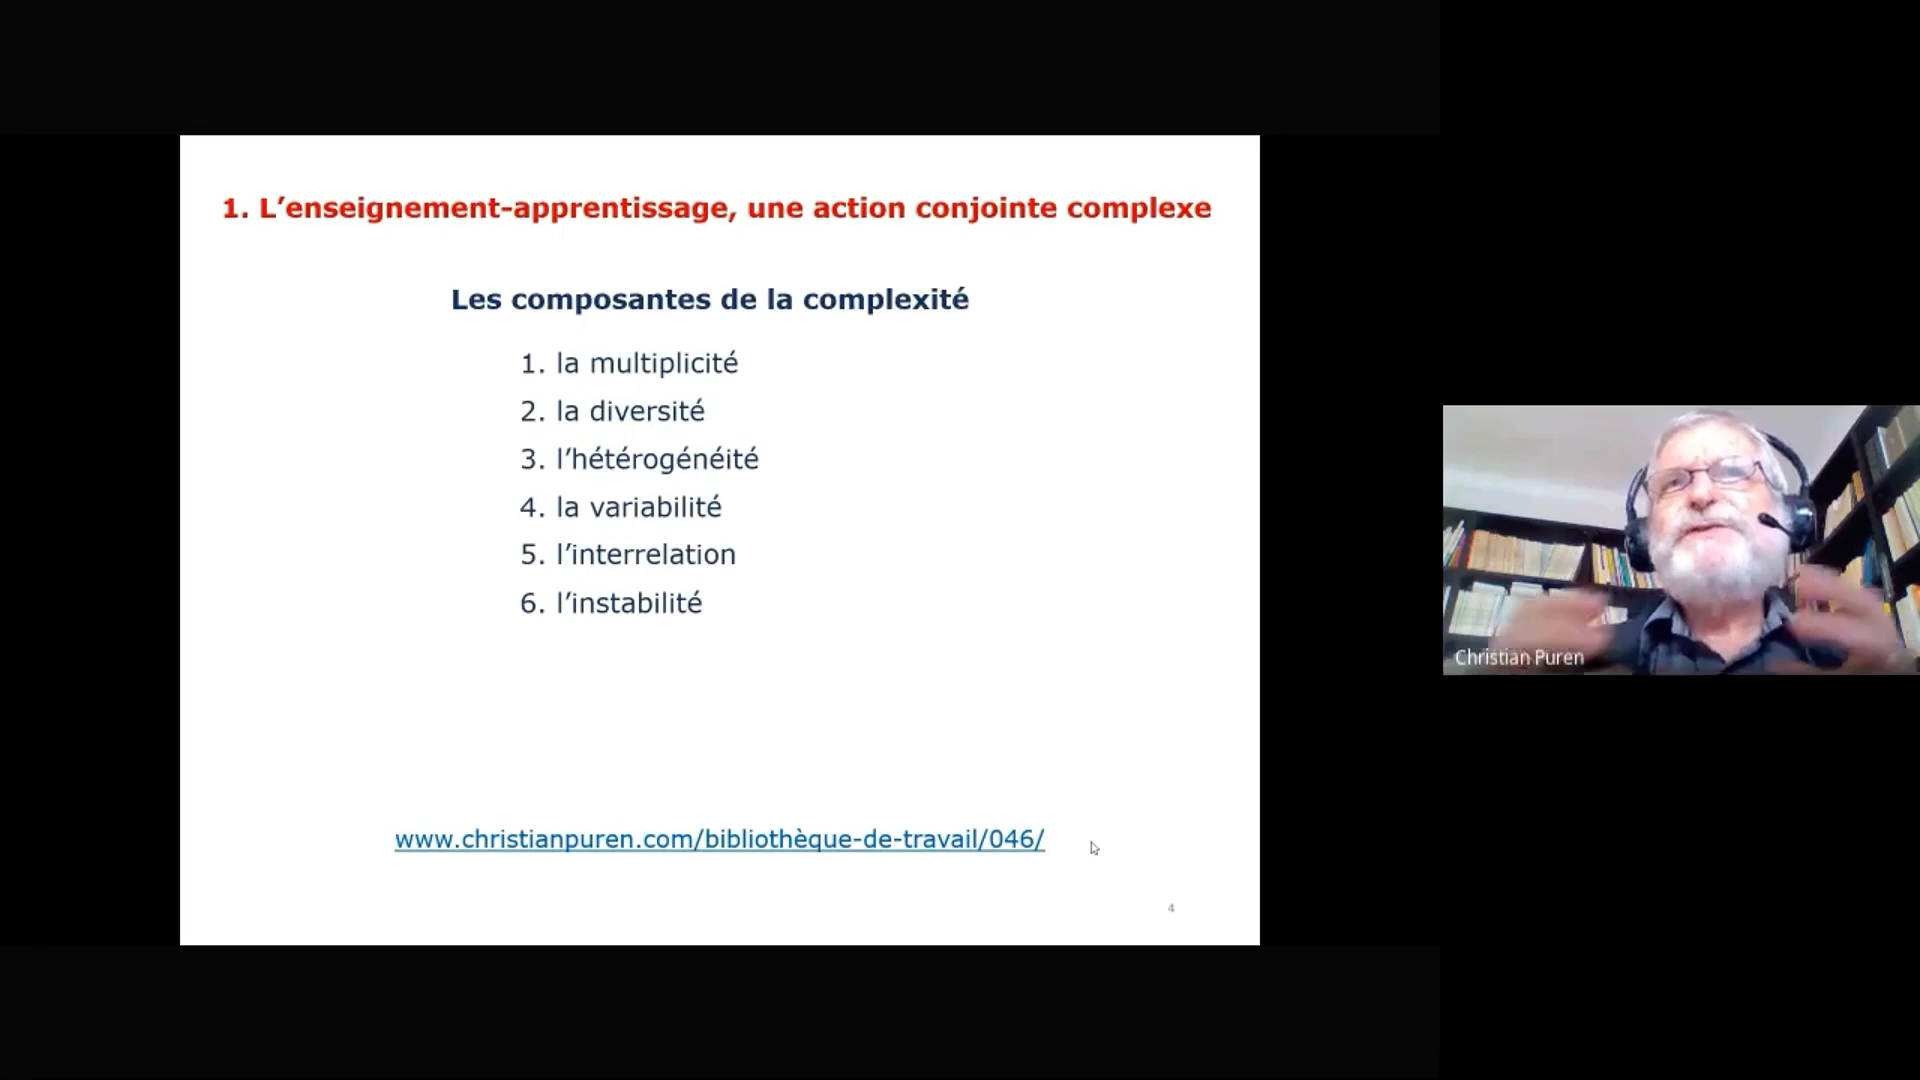 1. L’enseignement-apprentissage, une action conjointe complexe
Les composantes de la complexité
1. la multiplicité
2. la diversité
3. l’hétérogénéité
4. la variabilité
5. l’interrelation
6. l’instabilité
www.christianpuren.com/bibliothèque-de-travail/046/
4
Christian Puren